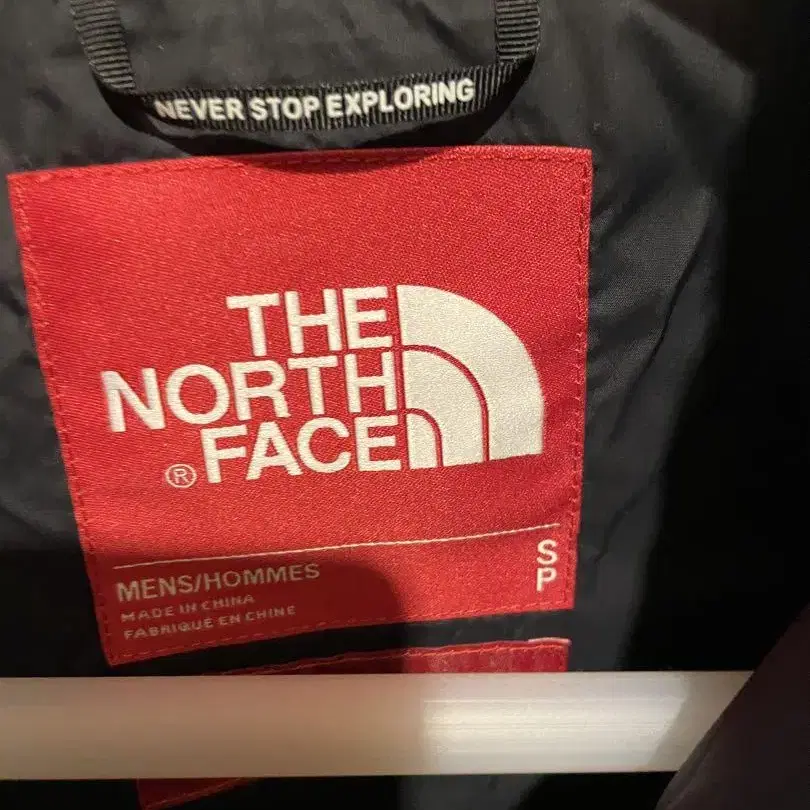 NEVER STOP EXPLORING
THE
NORTH
FACE
®
MENS/HOMMES
MADE IN CHINA
FABRIQUÉ EN CHINE
S
P